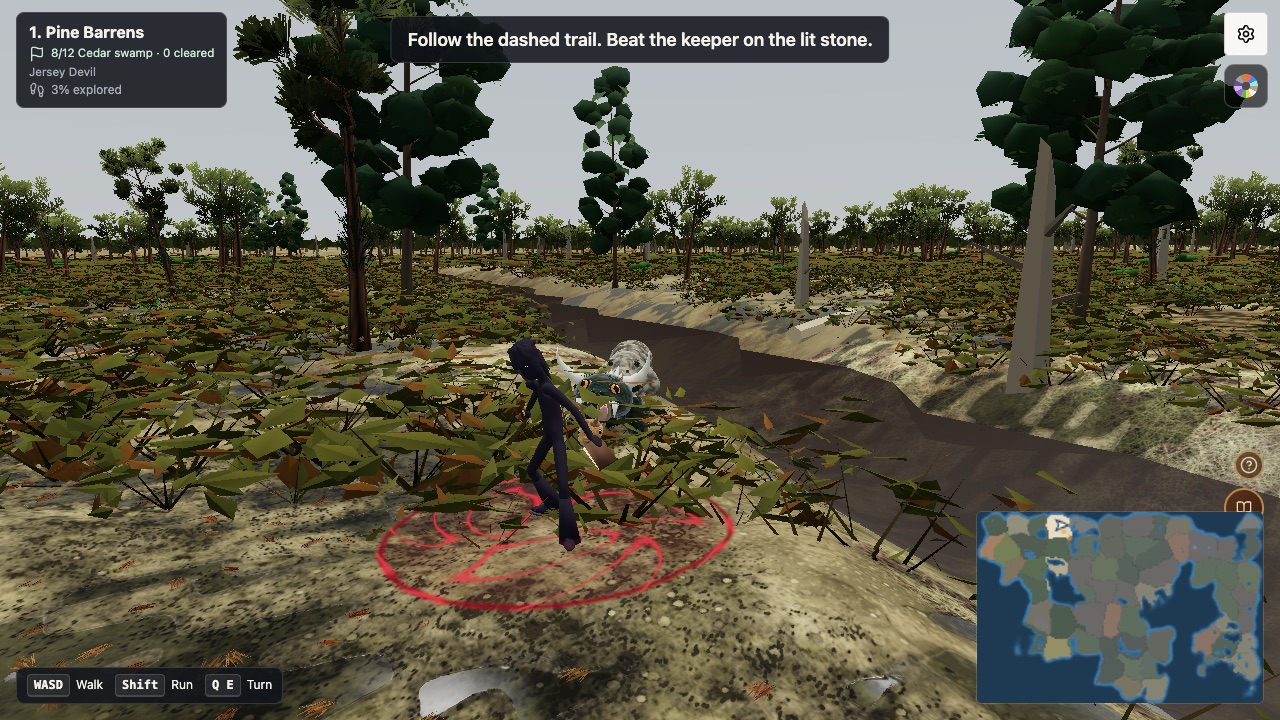 1. Pine Barrens
8/12 Cedar swamp · 0 cleared
Jersey Devil
3% explored
Follow the dashed trail. Beat the keeper on the lit stone.
WASD Walk Shift Run Q E Turn